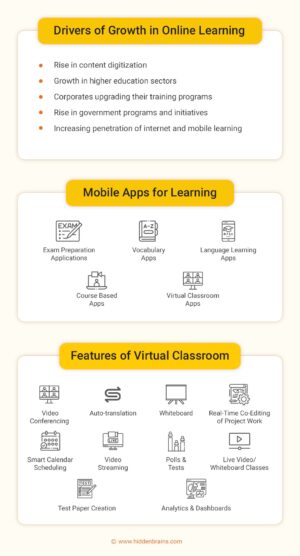 Drivers of Growth in Online Learning
Rise in content digitization
Growth in higher education sectors
Corporates upgrading their training programs
Rise in government programs and initiatives
Increasing penetration of internet and mobile learning
Mobile Apps for Learning
EXAM
A-Z
Exam Preparation
Applications
Vocabulary
Apps
Language Learning
Apps
Course Based
Apps
Virtual Classroom
Apps
Features of Virtual Classroom
Video
Conferencing
Auto-translation
Whiteboard
Real-Time Co-Editing
of Project Work
Smart Calendar
Scheduling
Video
Streaming
Polls &
Tests
Live Video/
Whiteboard Classes
Test Paper Creation
Analytics & Dashboards
© www.hiddenbrains.com